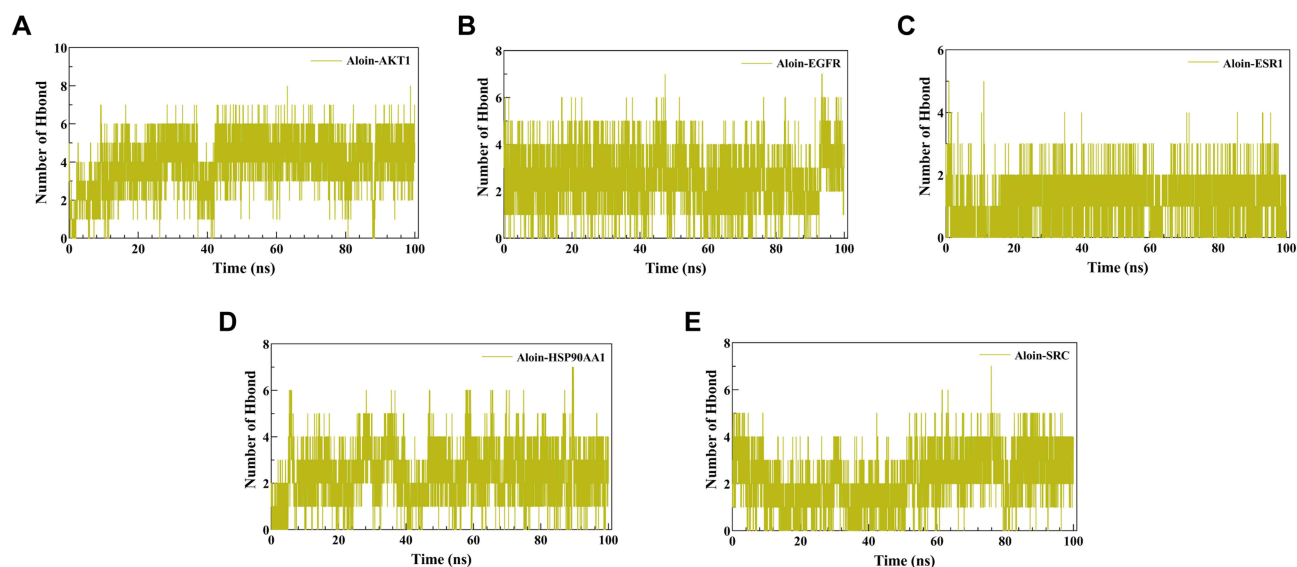 A
Aloin-AKT1
Number of Hbond
10
8
6
4
2
0
0 20 40 60 80 100
Time (ns)
B
Aloin-EGFR
Number of Hbond
8
6
4
2
0
0 20 40 60 80 100
Time (ns)
C
Aloin-ESR1
Number of Hbond
6
4
2
0
0 20 40 60 80 100
Time (ns)
D
Aloin-HSP90AA1
Number of Hbond
8
6
4
2
0
0 20 40 60 80 100
Time (ns)
E
Aloin-SRC
Number of Hbond
8
6
4
2
0
0 20 40 60 80 100
Time (ns)